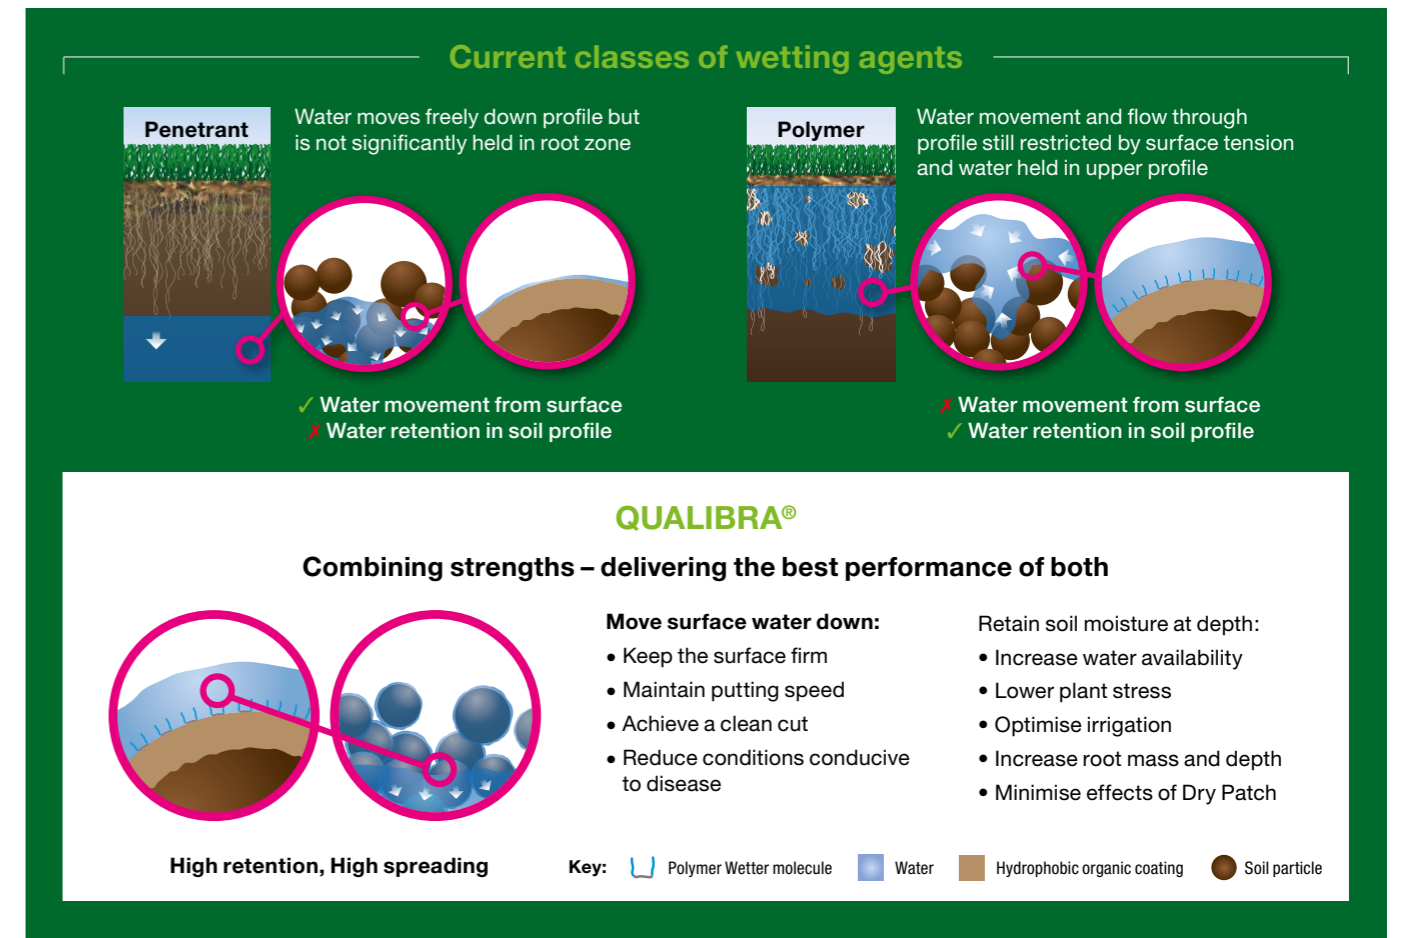 Current classes of wetting agents
Penetrant
Water moves freely down profile but
is not significantly held in root zone
✓ Water movement from surface
✗ Water retention in soil profile
Polymer
Water movement and flow through
profile still restricted by surface tension
and water held in upper profile
✗ Water movement from surface
✓ Water retention in soil profile
QUALIBRA®
Combining strengths – delivering the best performance of both
High retention, High spreading
Move surface water down:
• Keep the surface firm
• Maintain putting speed
• Achieve a clean cut
• Reduce conditions conducive
to disease
Retain soil moisture at depth:
• Increase water availability
• Lower plant stress
• Optimise irrigation
• Increase root mass and depth
• Minimise effects of Dry Patch
Key: Polymer Wetter molecule Water Hydrophobic organic coating Soil particle